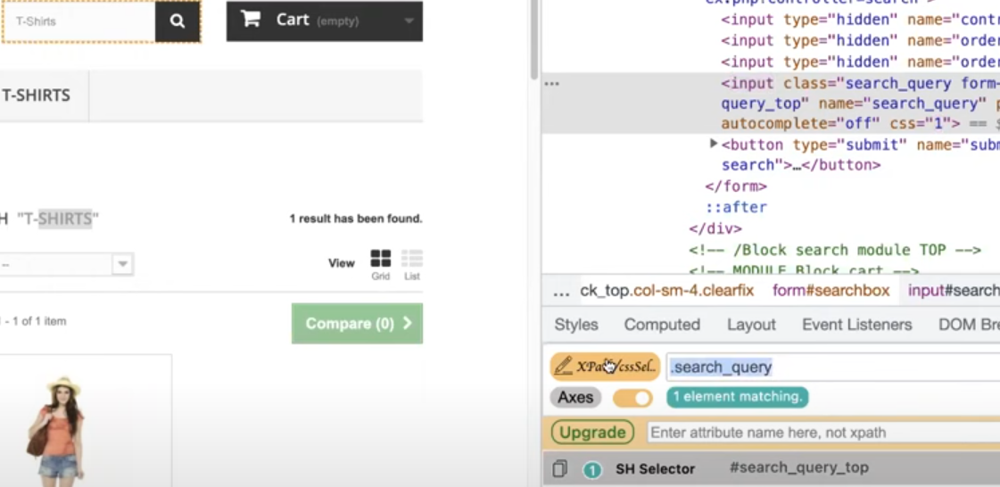 T-Shirts
Cart (empty)
T-SHIRTS
H "T-SHIRTS"
1 result has been found.
--
View
Grid
List
- 1 of 1 item
Compare (0)
ex.php?controller=search">
<input type="hidden" name="contr
<input type="hidden" name="order
<input type="hidden" name="order
...
<input class="search_query form-
query_top" name="search_query" p
autocomplete="off" css="1"> == $
<button type="submit" name="subm
search">…</button>
</form>
::after
</div>
<!-- /Block search module TOP -->
<!-- MODULE Block cart -->
... ck_top.col-sm-4.clearfix form#searchbox input#search
Styles Computed Layout Event Listeners DOM Bre
.search_query
Axes
1 element matching.
Upgrade
Enter attribute name here, not xpath
1 SH Selector #search_query_top